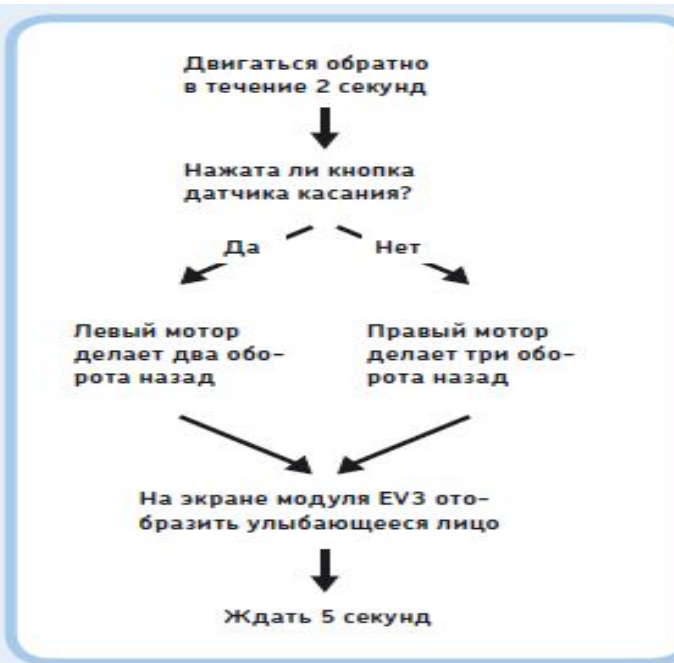 Двигаться обратно
в течение 2 секунд
Нажата ли кнопка
датчика касания?
Да
Нет
Левый мотор
делает два обо-
рота назад
Правый мотор
делает три обо-
рота назад
На экране модуля EV3 ото-
бразить улыбающееся лицо
Ждать 5 секунд